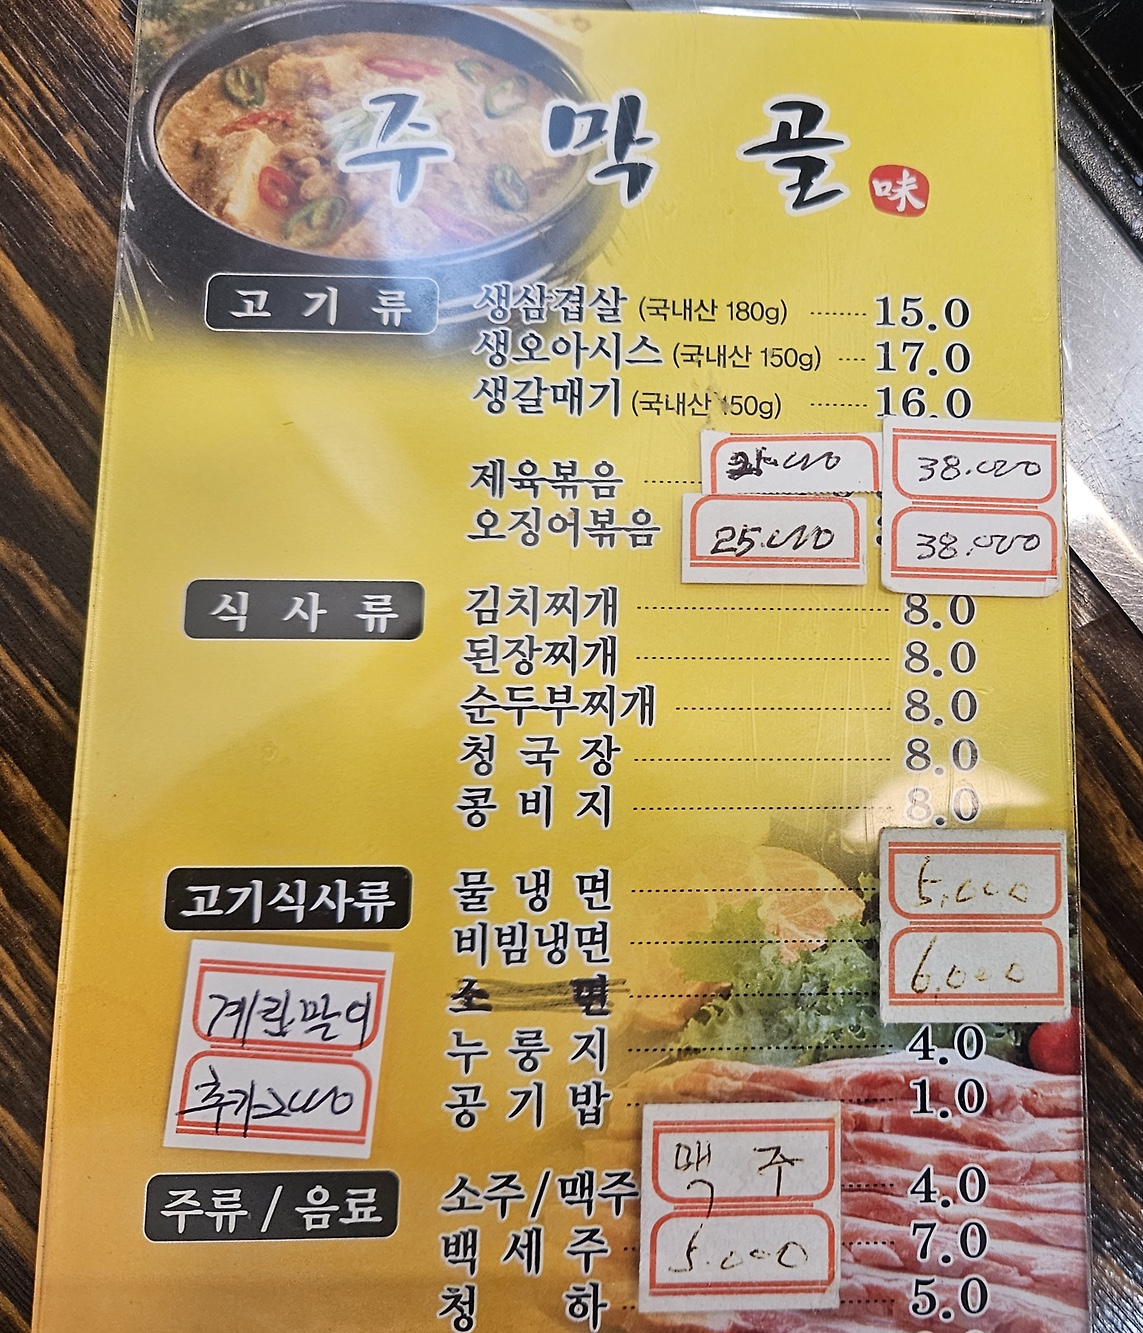 주 막 골 味
고 기 류
생삼겹살 (국내산 180g) 15.0
생오아시스 (국내산 150g) 17.0
생갈매기 (국내산 150g) 16.0
제육볶음 38.000
오징어볶음 25.000 38.000
식 사 류
김치찌개 8.0
된장찌개 8.0
순두부찌개 8.0
청 국 장 8.0
콩 비 지 8.0
고기식사류
물 냉 면 5.000
비빔냉면 6.000
소 면
누 룽 지 4.0
공 기 밥 1.0
계란말이
추가 2000
주류 / 음료
소주/맥주 4.0
맥 주
5.000
백 세 주 7.0
청 하 5.0